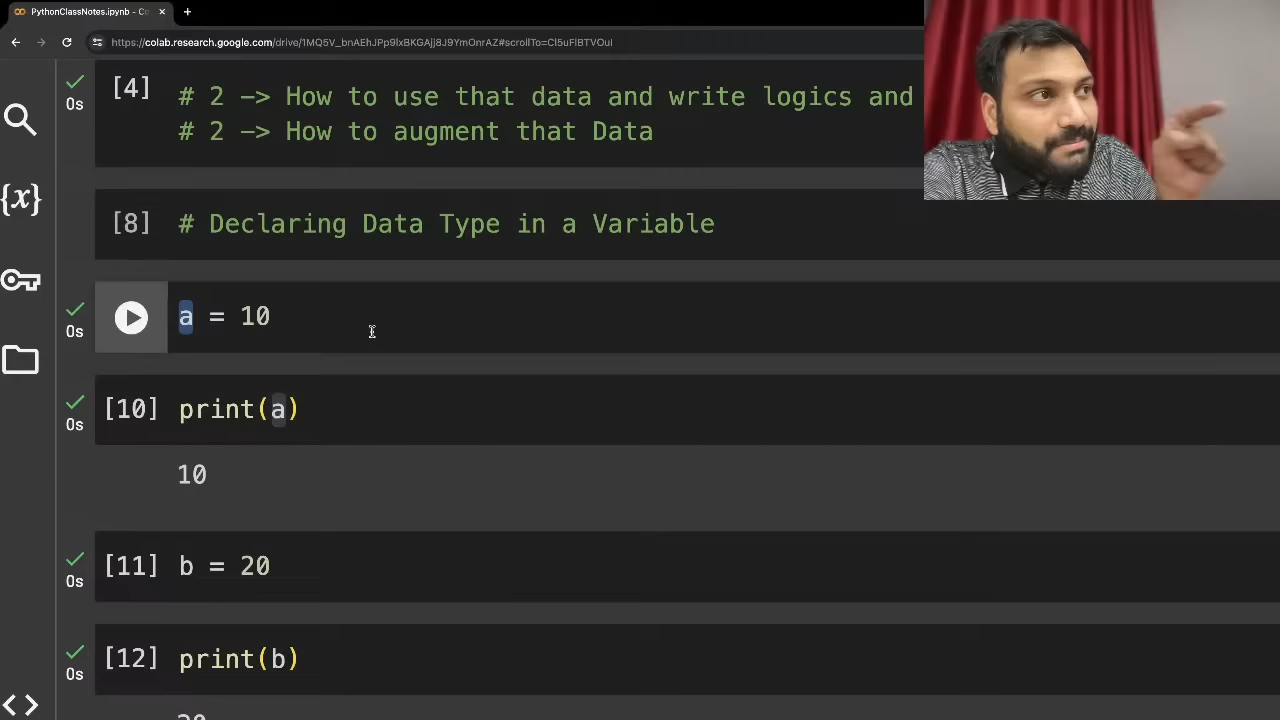 PythonClassNotes.ipynb - Co
https://colab.research.google.com/drive/1MQ5V_bnAEhJPp9lxBKGAjj8J9YmOnrAZ#scrollTo=Cl5uFlBTVOuI
[4] # 2 —> How to use that data and write logics and
# 2 —> How to augment that Data
0s
[8] # Declaring Data Type in a Variable
a = 10
0s
[10] print(a)
0s
10
[11] b = 20
0s
[12] print(b)
0s
{x}